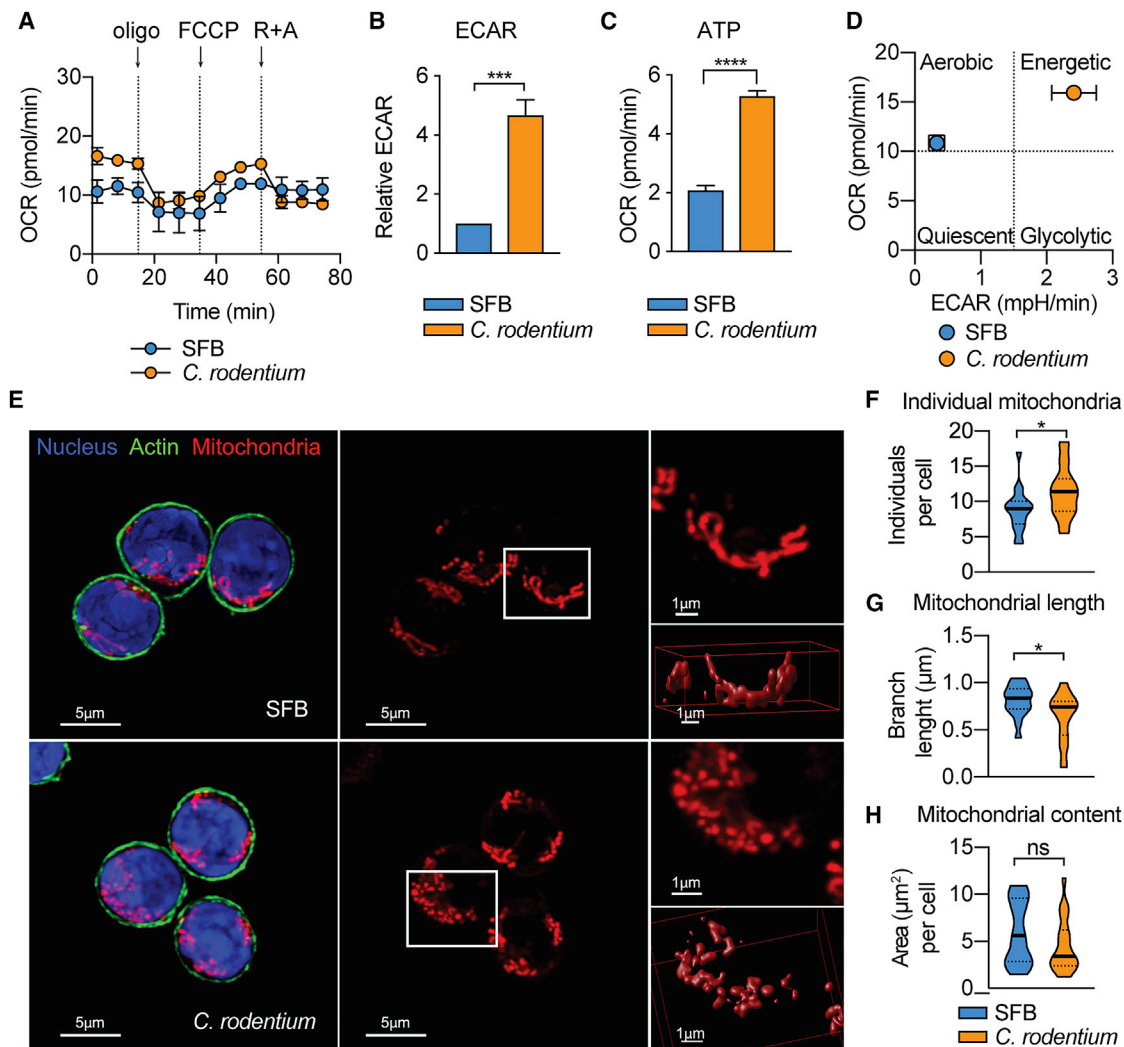 A
oligo FCCP R+A
OCR (pmol/min)
30
20
10
0
0 20 40 60 80
Time (min)
SFB
C. rodentium
B
ECAR
***
Relative ECAR
6
4
2
0
SFB
C. rodentium
C
ATP
****
OCR (pmol/min)
6
4
2
0
SFB
C. rodentium
D
Aerobic Energetic
OCR (pmol/min)
20
15
10
5
0
Quiescent Glycolytic
0 1 2 3
ECAR (mpH/min)
SFB
C. rodentium
E
Nucleus Actin Mitochondria
5µm
SFB
5µm
1µm
1µm
5µm
C. rodentium
5µm
1µm
1µm
F
Individual mitochondria
*
Individuals
per cell
20
15
10
5
0
G
Mitochondrial length
*
Branch
lenght (µm)
1.5
1.0
0.5
0.0
H
Mitochondrial content
ns
Area (µm²)
per cell
15
10
5
0
SFB
C. rodentium